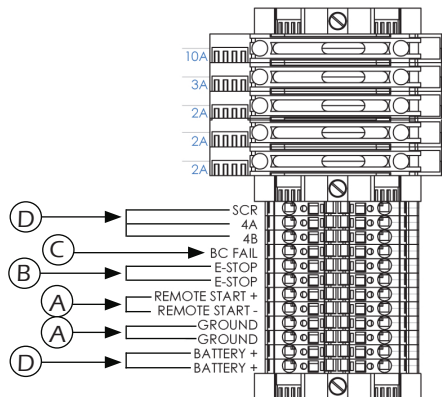 10A
3A
2A
2A
2A
D
SCR
4A
4B
C
BC FAIL
B
E-STOP
E-STOP
A
REMOTE START +
REMOTE START -
A
GROUND
GROUND
D
BATTERY +
BATTERY +